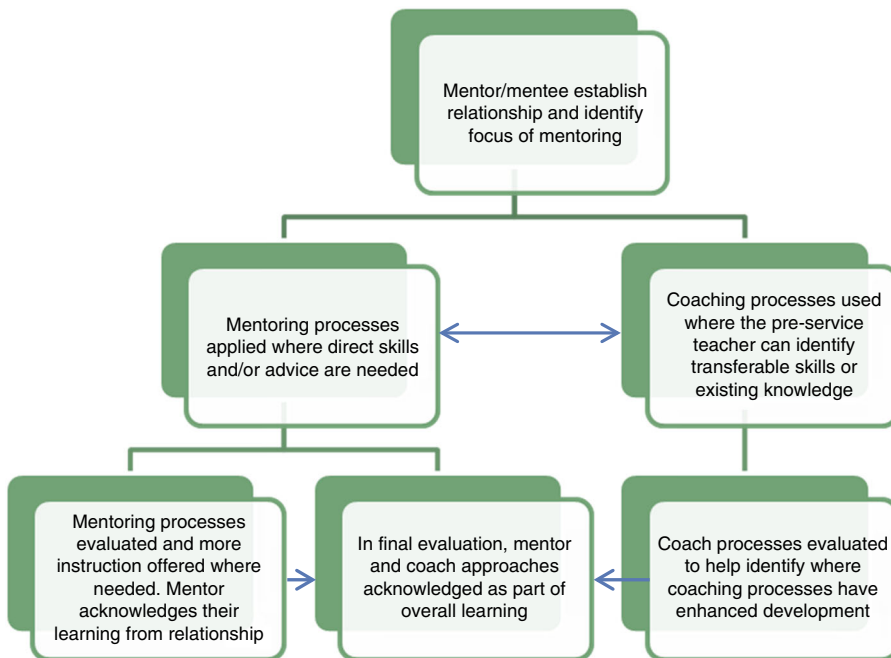 Mentor/mentee establish
relationship and identify
focus of mentoring
Mentoring processes
applied where direct skills
and/or advice are needed
Coaching processes used
where the pre-service
teacher can identify
transferable skills or
existing knowledge
Mentoring processes
evaluated and more
instruction offered where
needed. Mentor
acknowledges their
learning from relationship
In final evaluation, mentor
and coach approaches
acknowledged as part of
overall learning
Coach processes evaluated
to help identify where
coaching processes have
enhanced development